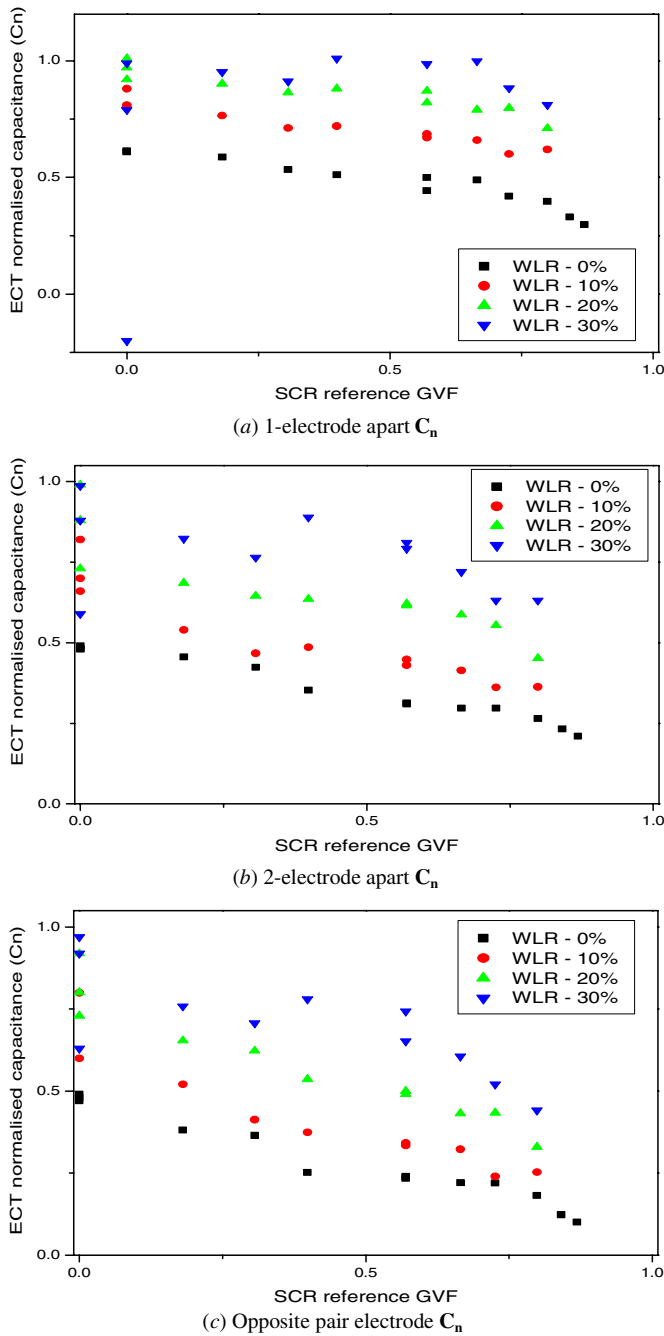 ECT normalised capacitance (Cn)
1.0
0.5
0.0
WLR - 0%
WLR - 10%
WLR - 20%
WLR - 30%
0.0 0.5 1.0
SCR reference GVF
(a) 1-electrode apart Cn
ECT normalised capacitance (Cn)
1.0
0.5
0.0
WLR - 0%
WLR - 10%
WLR - 20%
WLR - 30%
0.0 0.5 1.0
SCR reference GVF
(b) 2-electrode apart Cn
ECT normalised capacitance (Cn)
1.0
0.5
0.0
WLR - 0%
WLR - 10%
WLR - 20%
WLR - 30%
0.0 0.5 1.0
SCR reference GVF
(c) Opposite pair electrode Cn